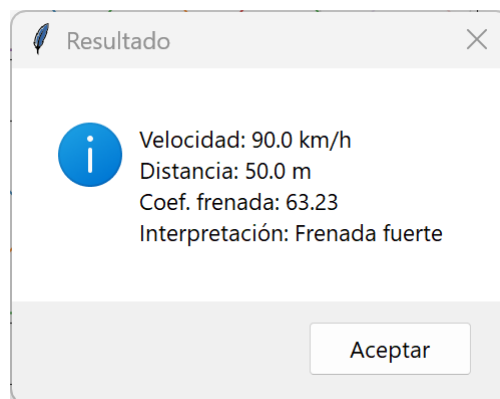 Resultado
Velocidad: 90.0 km/h
Distancia: 50.0 m
Coef. frenada: 63.23
Interpretación: Frenada fuerte
Aceptar